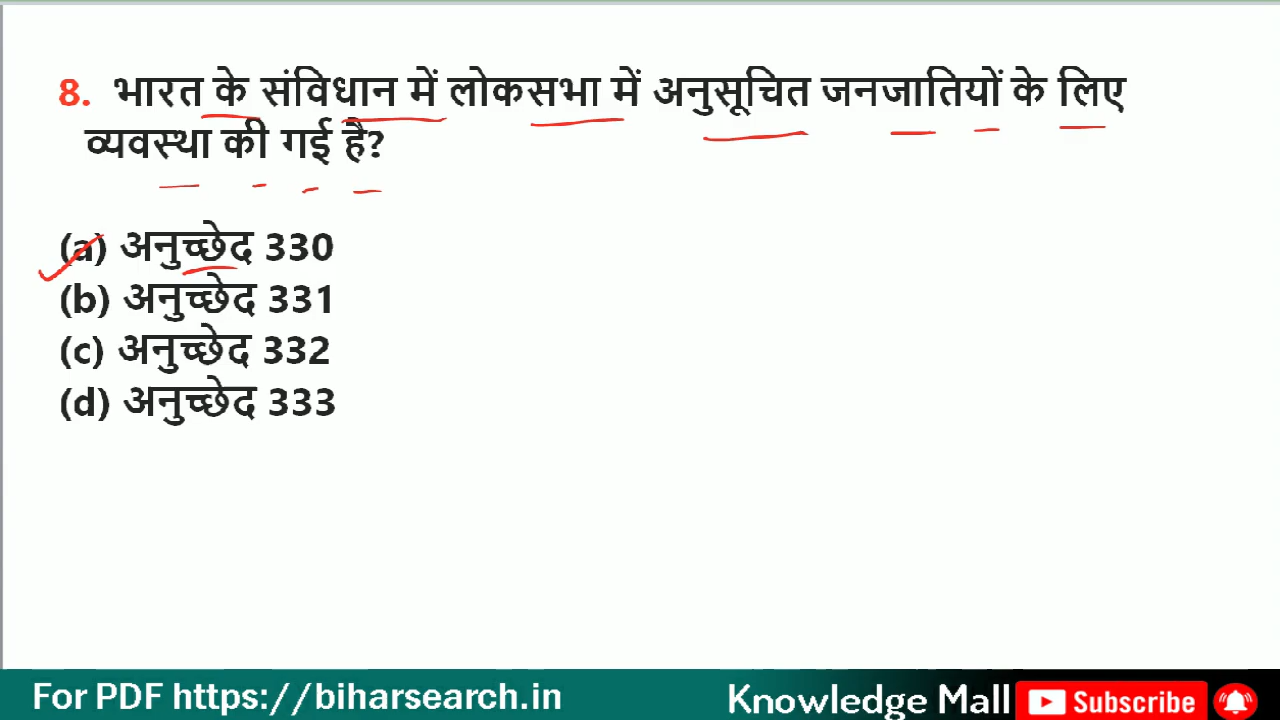 8. भारत के संविधान में लोकसभा में अनुसूचित जनजातियों के लिए
व्यवस्था की गई है?
(a) अनुच्छेद 330
(b) अनुच्छेद 331
(c) अनुच्छेद 332
(d) अनुच्छेद 333
For PDF https://biharsearch.in
Knowledge Mall Subscribe